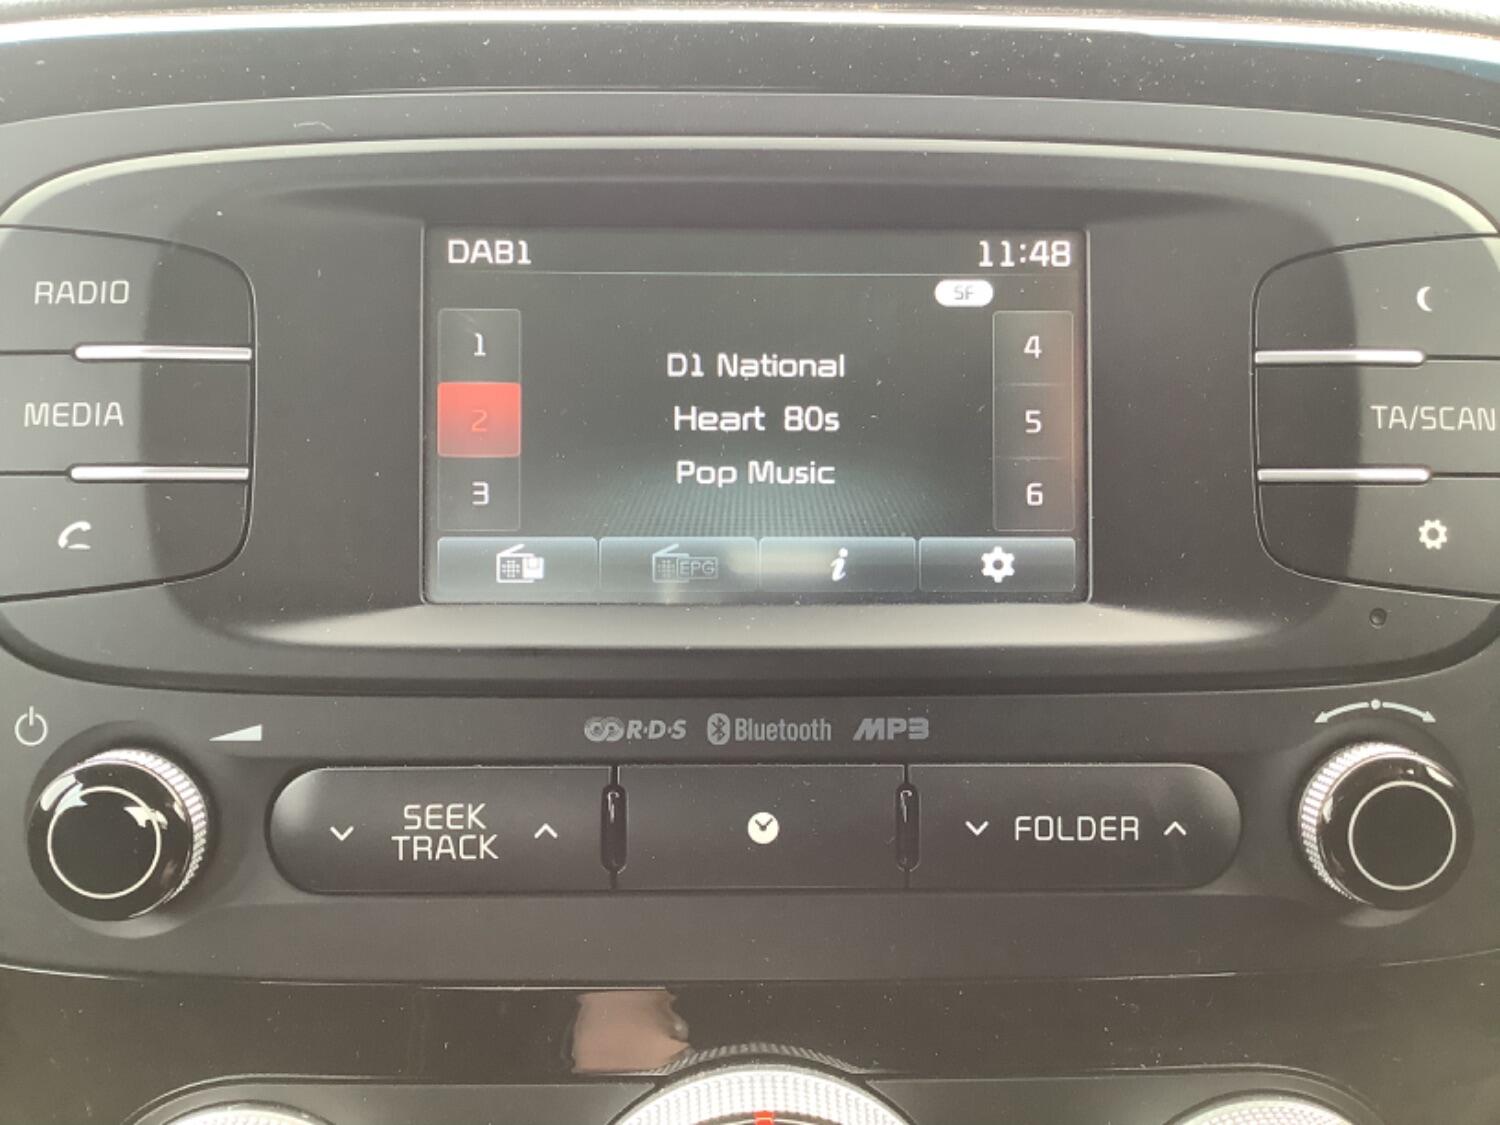 DAB1 11:48
SF
1
2
3
D1 National
Heart 80s
Pop Music
4
5
6
EPG
i
RADIO
MEDIA
TA/SCAN
R·D·S Bluetooth MP3
SEEK
TRACK
FOLDER